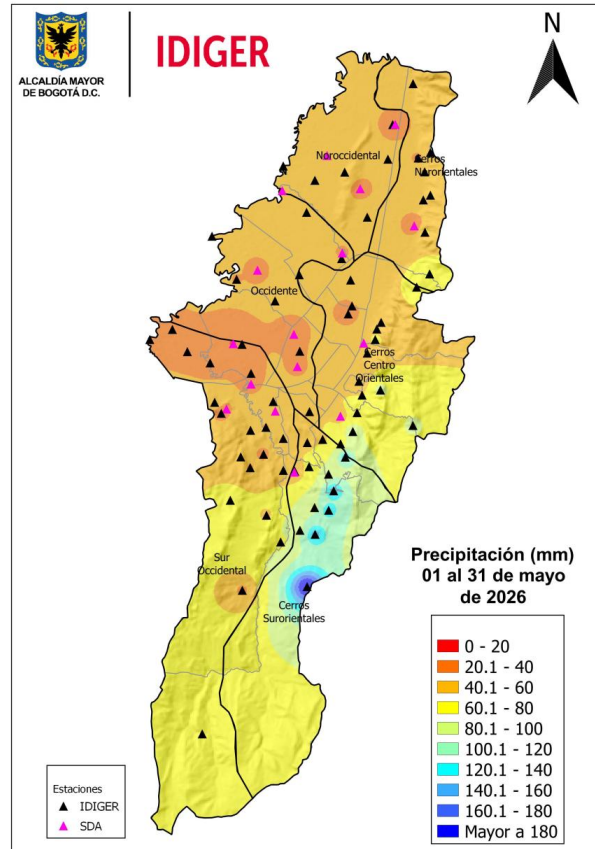 ALCALDÍA MAYOR
DE BOGOTÁ D.C.
IDIGER
N
Noroccidental
Cerros
Nororientales
Occidente
Cerros
Centro
Orientales
Sur
Occidental
Cerros
Surorientales
Precipitación (mm)
01 al 31 de mayo
de 2026
0 - 20
20.1 - 40
40.1 - 60
60.1 - 80
80.1 - 100
100.1 - 120
120.1 - 140
140.1 - 160
160.1 - 180
Mayor a 180
Estaciones
IDIGER
SDA